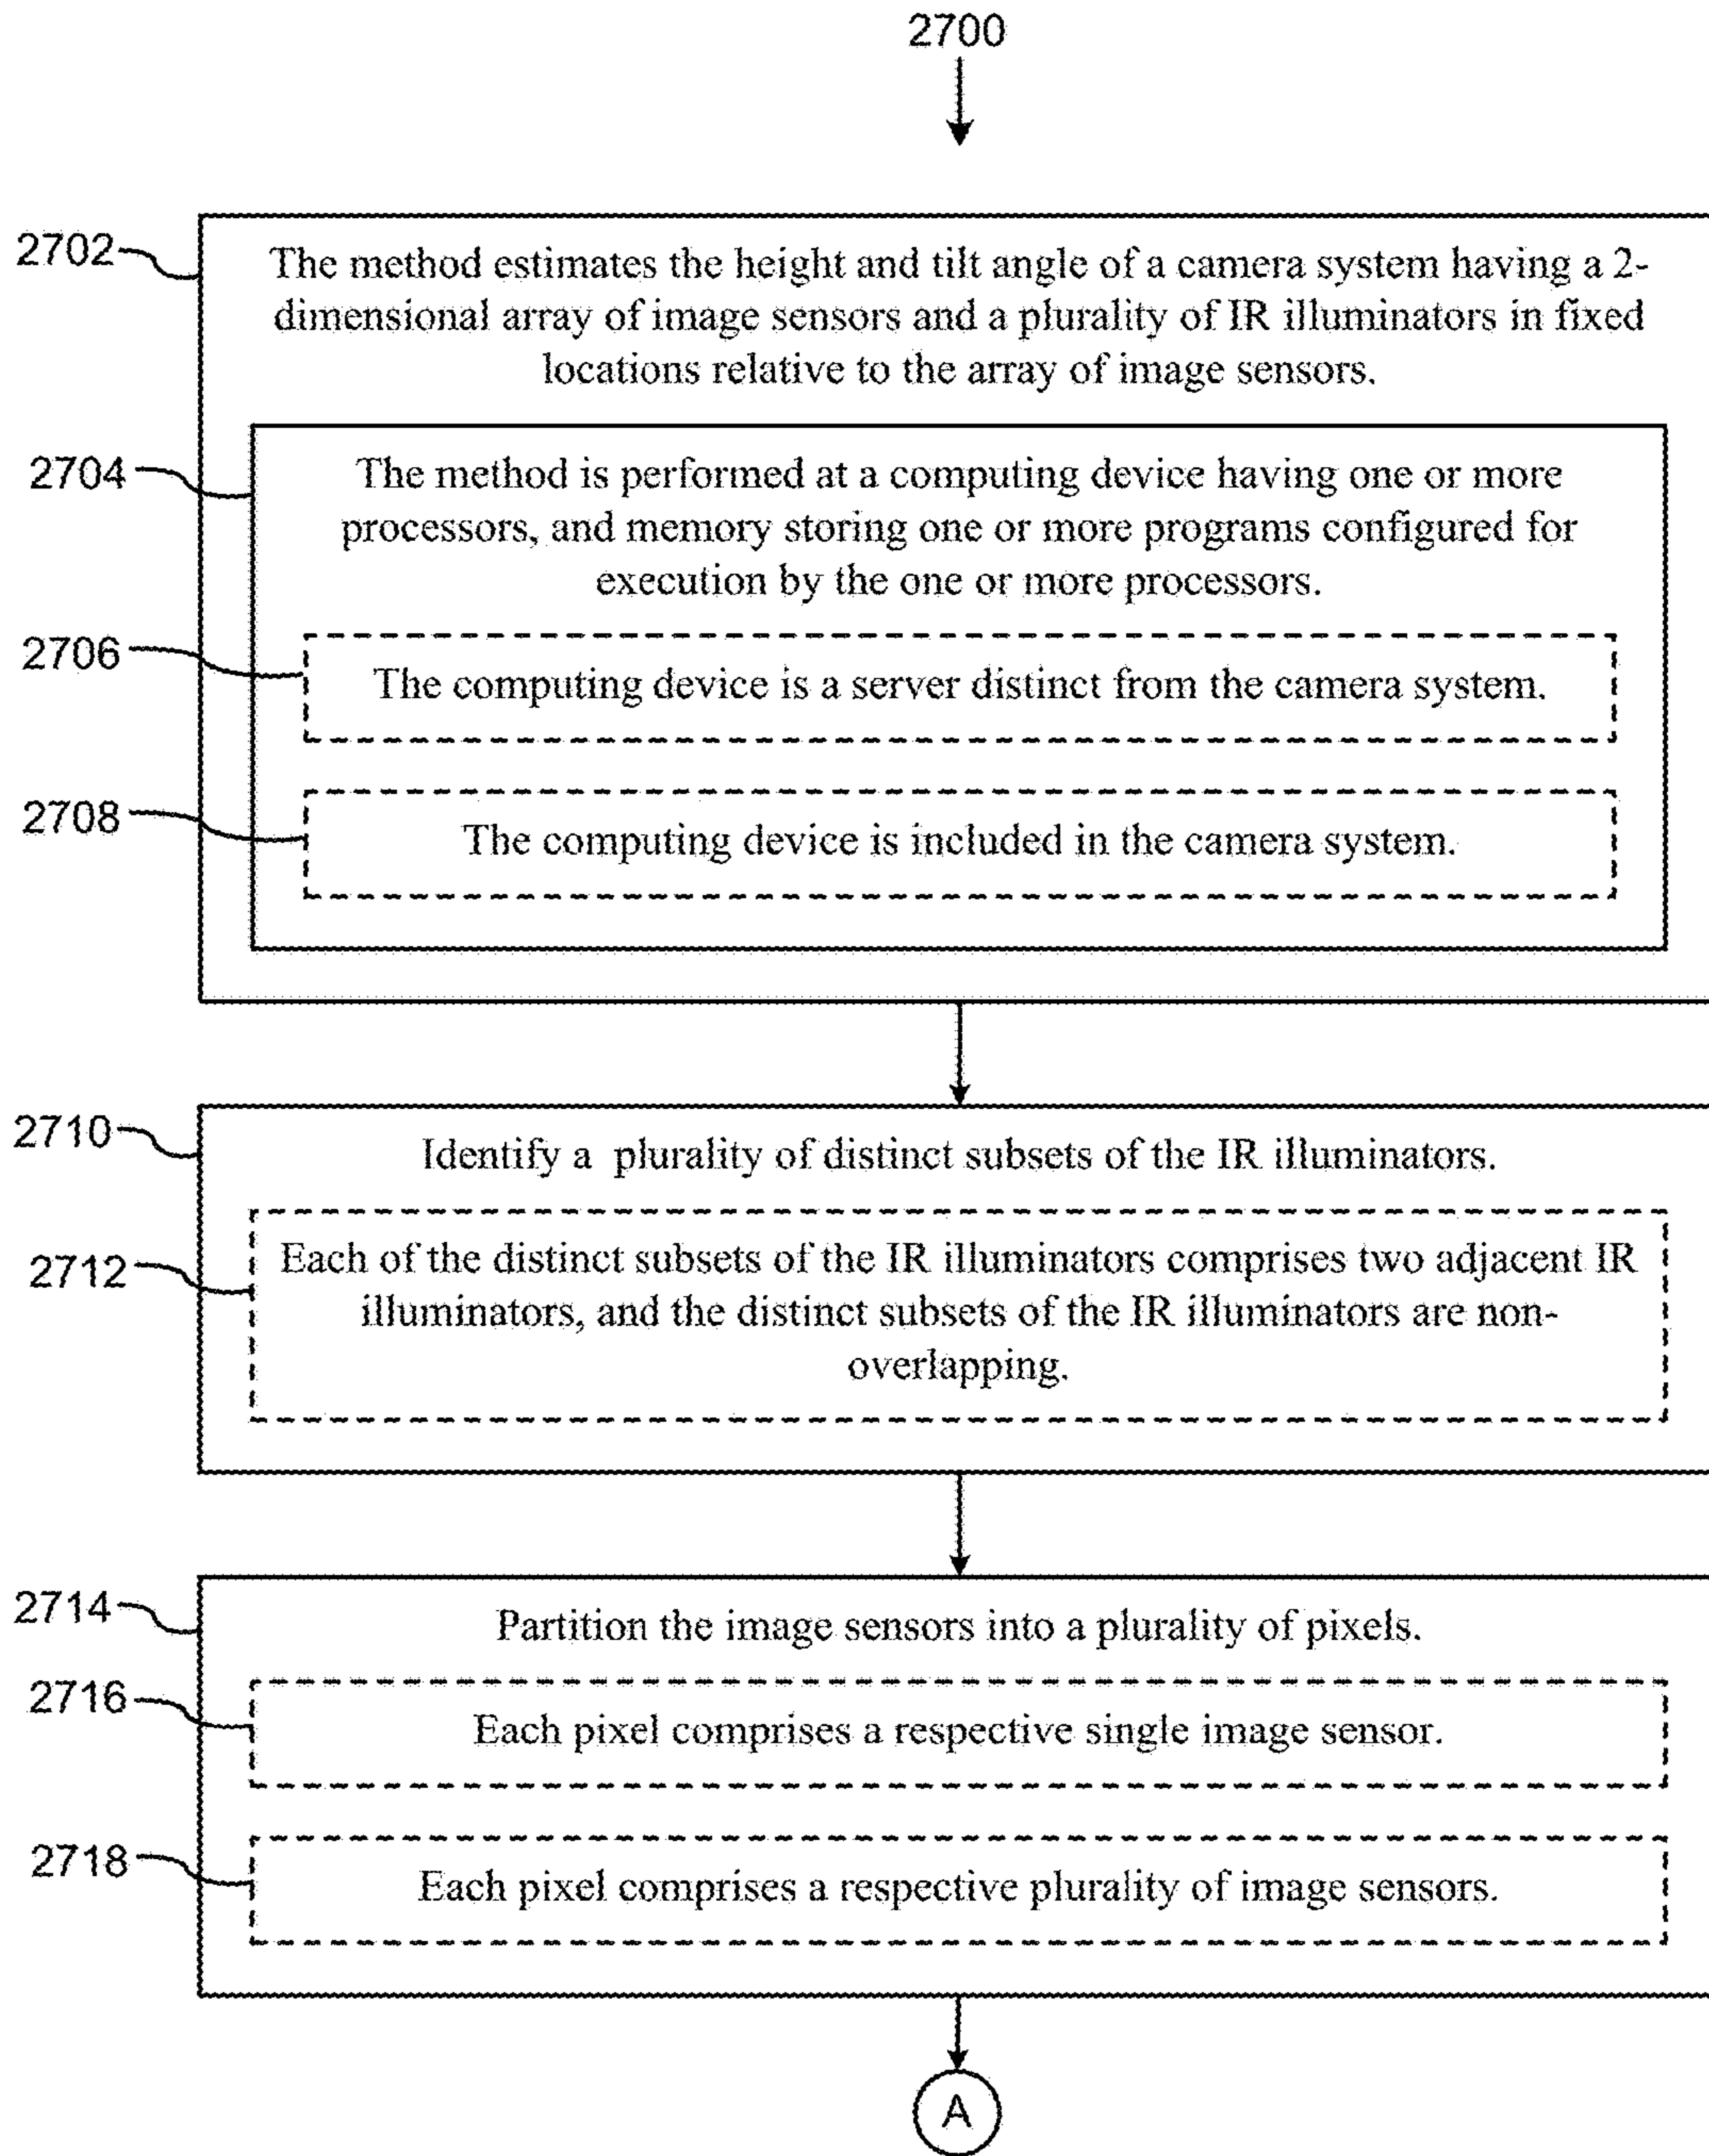 2700
2702
The method estimates the height and tilt angle of a camera system having a 2-
dimensional array of image sensors and a plurality of IR illuminators in fixed
locations relative to the array of image sensors.
2704
The method is performed at a computing device having one or more
processors, and memory storing one or more programs configured for
execution by the one or more processors.
2706
The computing device is a server distinct from the camera system.
2708
The computing device is included in the camera system.
2710
Identify a plurality of distinct subsets of the IR illuminators.
2712
Each of the distinct subsets of the IR illuminators comprises two adjacent IR
illuminators, and the distinct subsets of the IR illuminators are non-
overlapping.
2714
Partition the image sensors into a plurality of pixels.
2716
Each pixel comprises a respective single image sensor.
2718
Each pixel comprises a respective plurality of image sensors.
A